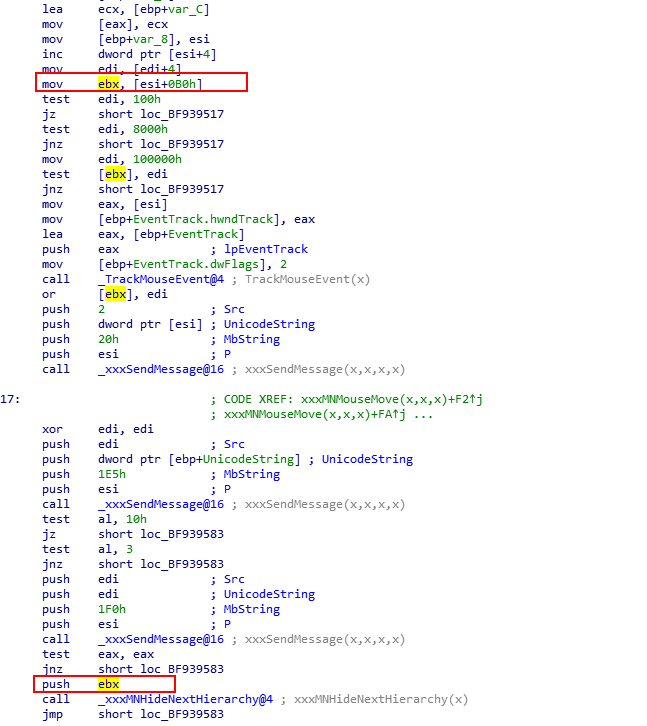 lea ecx, [ebp+var_C]
mov [eax], ecx
mov [ebp+var_8], esi
inc dword ptr [esi+4]
mov edi, [edi+4]
mov ebx, [esi+0B0h]
test edi, 100h
jz short loc_BF939517
test edi, 8000h
jnz short loc_BF939517
mov edi, 100000h
test [ebx], edi
jnz short loc_BF939517
mov eax, [esi]
mov [ebp+EventTrack.hwndTrack], eax
lea eax, [ebp+EventTrack]
push eax ; lpEventTrack
mov [ebp+EventTrack.dwFlags], 2
call _TrackMouseEvent@4 ; TrackMouseEvent(x)
or [ebx], edi
push 2 ; Src
push dword ptr [esi] ; UnicodeString
push 20h ; MbString
push esi ; P
call _xxxSendMessage@16 ; xxxSendMessage(x,x,x,x)
17: ; CODE XREF: xxxMNMouseMove(x,x,x)+F2↑j
; xxxMNMouseMove(x,x,x)+FA↑j ...
xor edi, edi
push edi ; Src
push dword ptr [ebp+UnicodeString] ; UnicodeString
push 1E5h ; MbString
push esi ; P
call _xxxSendMessage@16 ; xxxSendMessage(x,x,x,x)
test al, 10h
jz short loc_BF939583
test al, 3
jnz short loc_BF939583
push edi ; Src
push edi ; UnicodeString
push 1F0h ; MbString
push esi ; P
call _xxxSendMessage@16 ; xxxSendMessage(x,x,x,x)
test eax, eax
jnz short loc_BF939583
push ebx
call _xxxMNHideNextHierarchy@4 ; xxxMNHideNextHierarchy(x)
jmp short loc_BF939583